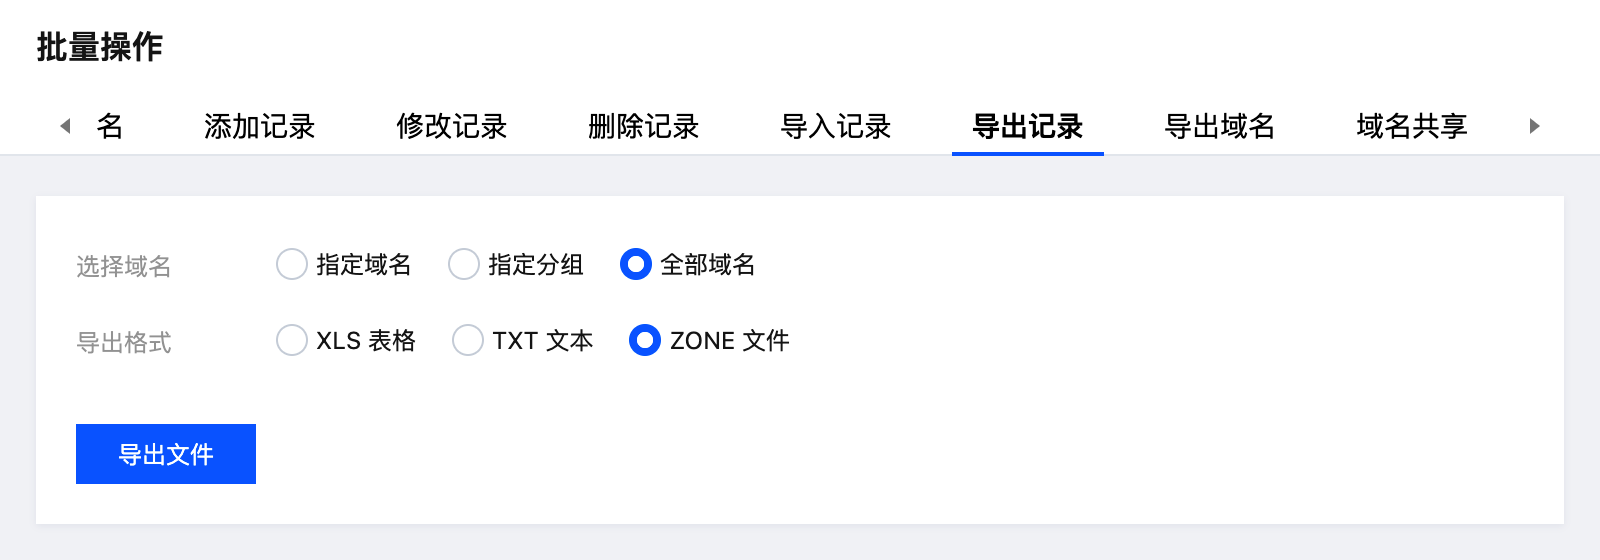 批量操作
名 添加记录 修改记录 删除记录 导入记录 导出记录 导出域名 域名共享
选择域名 指定域名 指定分组 全部域名
导出格式 XLS 表格 TXT 文本 ZONE 文件
导出文件